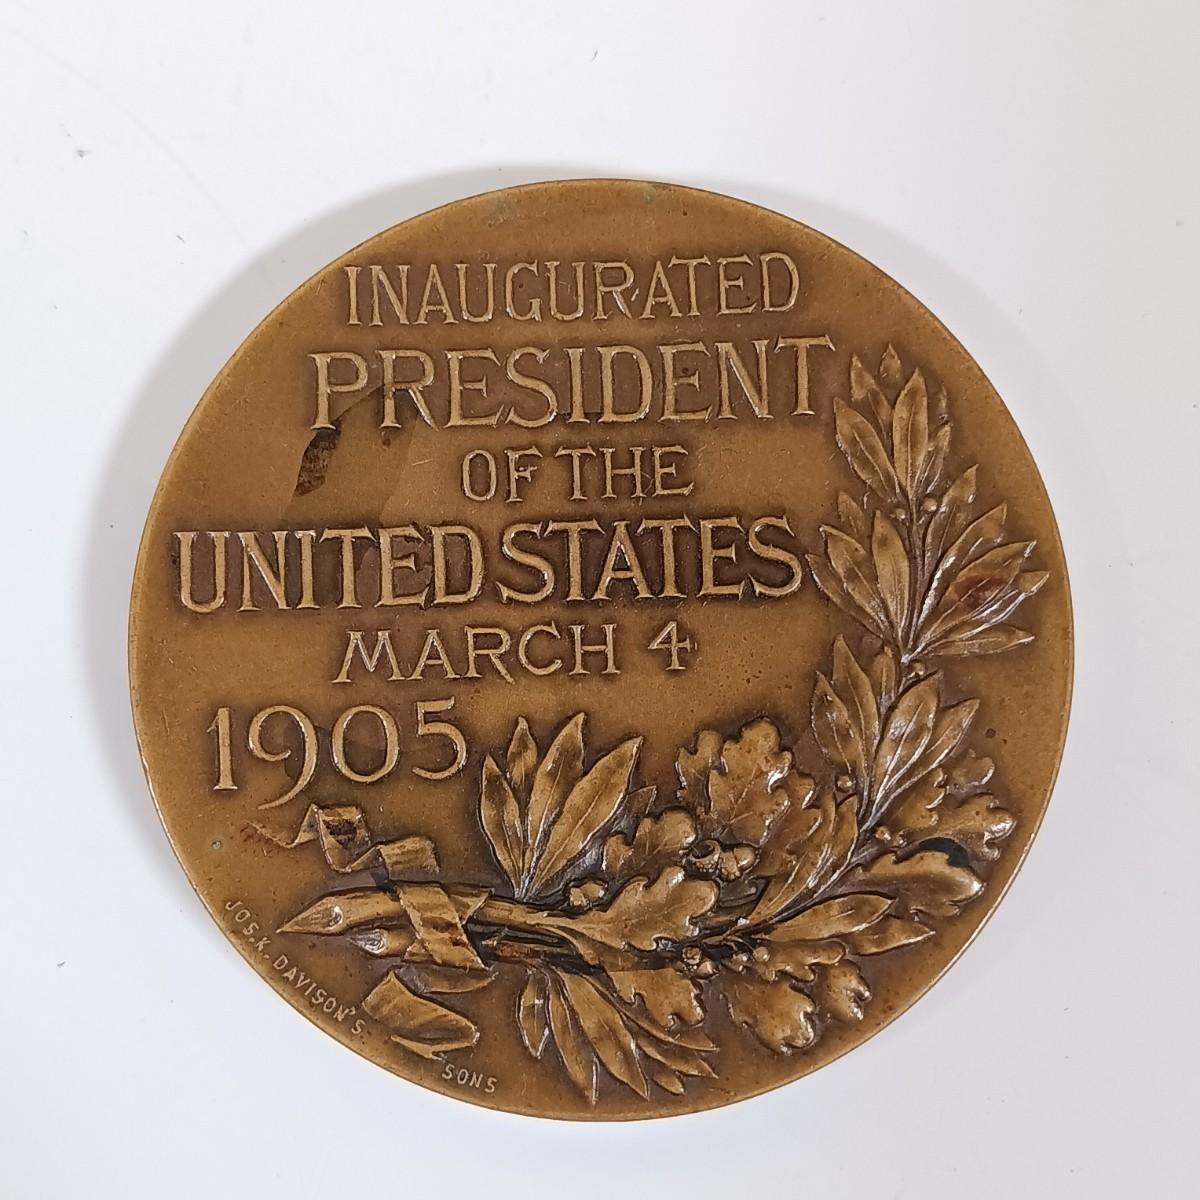 INAUGURATED
PRESIDENT
OF THE
UNITED STATES
MARCH 4
1905
JOS. K. DAVISON'S. SONS